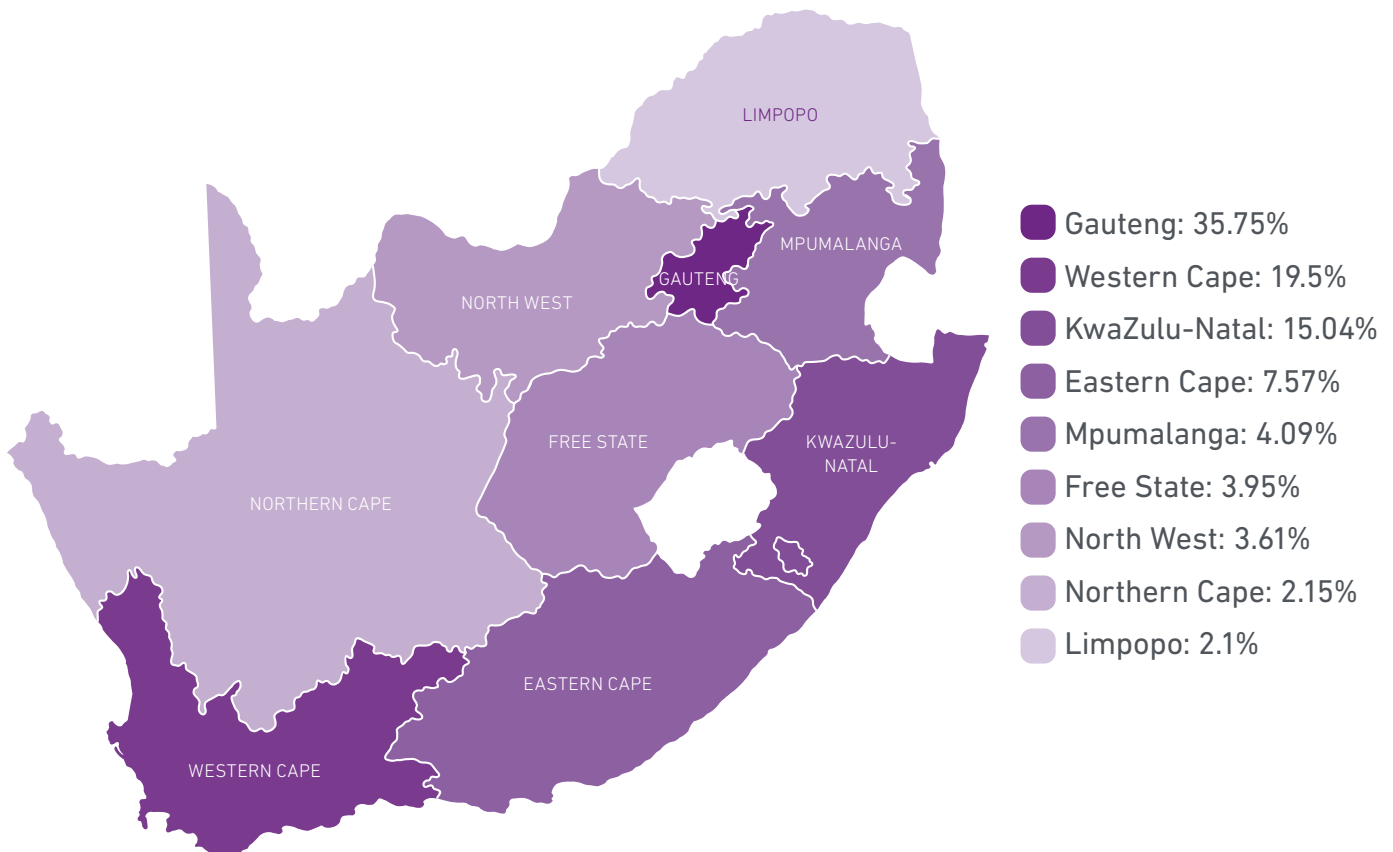 LIMPOPO
MPUMALANGA
GAUTENG
NORTH WEST
FREE STATE
KWAZULU-
NATAL
NORTHERN CAPE
EASTERN CAPE
WESTERN CAPE
Gauteng: 35.75%
Western Cape: 19.5%
KwaZulu-Natal: 15.04%
Eastern Cape: 7.57%
Mpumalanga: 4.09%
Free State: 3.95%
North West: 3.61%
Northern Cape: 2.15%
Limpopo: 2.1%